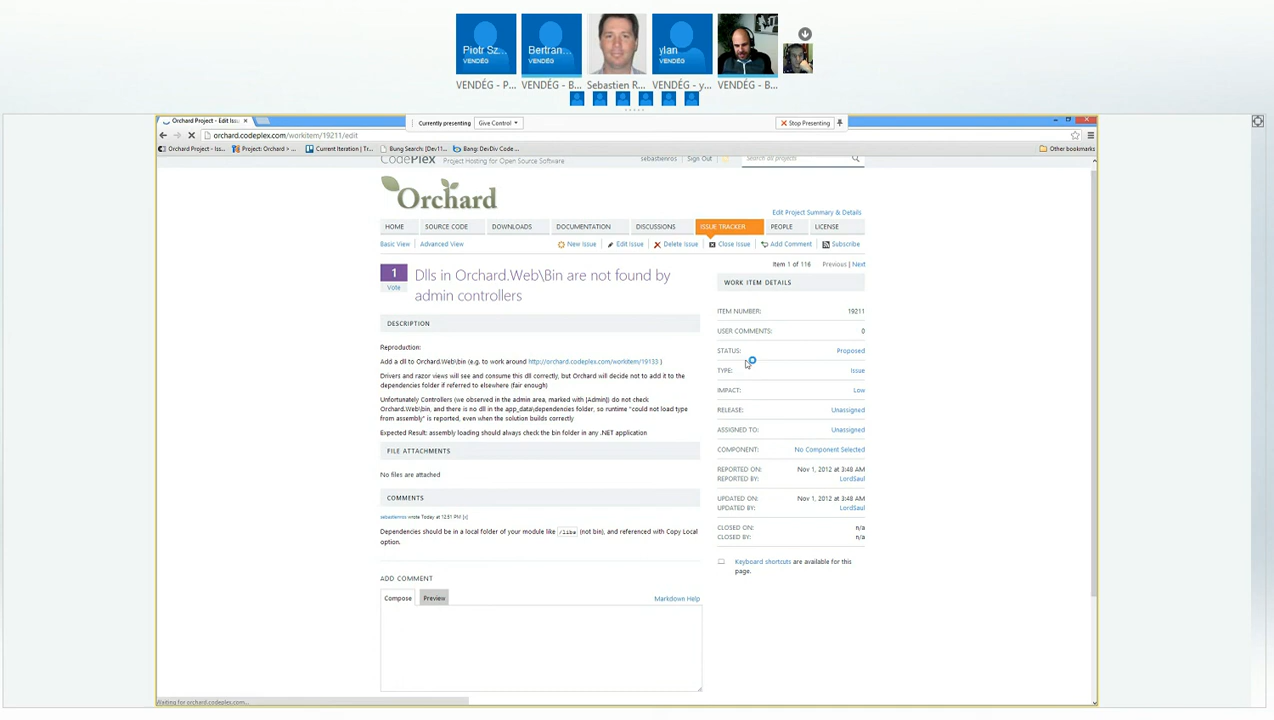 Piotr Sz...
VENDÉG
Bertran...
VENDÉG
ylan
VENDÉG
VENDÉG - P...
VENDÉG - B...
Sebastien R...
VENDÉG - y...
VENDÉG - B...
Orchard Project - Edit Issu
Currently presenting
Give Control
Stop Presenting
orchard.codeplex.com/workitem/19211/edit
Orchard Project - Iss...
Project: Orchard > ...
Current Iteration | Tr...
Bung Search: [Dev11...
Bang: DevDiv Code ...
Other bookmarks
CodePlex Project Hosting for Open Source Software
sebastienros
Sign Out
Search all projects
Orchard
Edit Project Summary & Details
HOME
SOURCE CODE
DOWNLOADS
DOCUMENTATION
DISCUSSIONS
ISSUE TRACKER
PEOPLE
LICENSE
Basic View
Advanced View
New Issue
Edit Issue
Delete Issue
Close Issue
Add Comment
Subscribe
Item 1 of 116 Previous | Next
1
Vote
Dlls in Orchard.Web\Bin are not found by
admin controllers
DESCRIPTION
Reproduction:
Add a dll to Orchard.Web\bin (e.g. to work around http://orchard.codeplex.com/workitem/19133 )
Drivers and razor views will see and consume this dll correctly, but Orchard will decide not to add it to the
dependencies folder if referred to elsewhere (fair enough)
Unfortunately Controllers (we observed in the admin area, marked with [Admin]) do not check
Orchard.Web\bin, and there is no dll in the app_data\dependencies folder, so runtime "could not load type
from assembly" is reported, even when the solution builds correctly
Expected Result: assembly loading should always check the bin folder in any .NET application
FILE ATTACHMENTS
No files are attached
COMMENTS
sebastienros wrote Today at 12:51 PM [x]
Dependencies should be in a local folder of your module like /libs (not bin), and referenced with Copy Local
option.
ADD COMMENT
Compose
Preview
Markdown Help
WORK ITEM DETAILS
ITEM NUMBER: 19211
USER COMMENTS: 0
STATUS: Proposed
TYPE: Issue
IMPACT: Low
RELEASE: Unassigned
ASSIGNED TO: Unassigned
COMPONENT: No Component Selected
REPORTED ON: Nov 1, 2012 at 3:48 AM
REPORTED BY: LordSaul
UPDATED ON: Nov 1, 2012 at 3:48 AM
UPDATED BY: LordSaul
CLOSED ON: n/a
CLOSED BY: n/a
Keyboard shortcuts are available for this
page.
Waiting for orchard.codeplex.com...